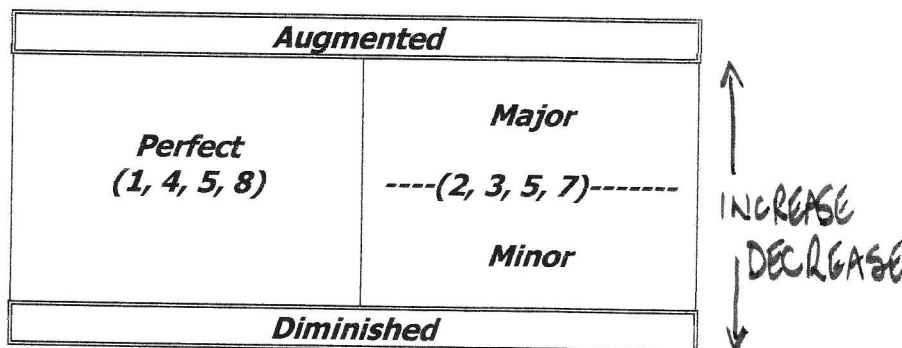 Augmented
Perfect
(1, 4, 5, 8)
Major
----(2, 3, 5, 7)-------
Minor
INCREASE
DECREASE
Diminished